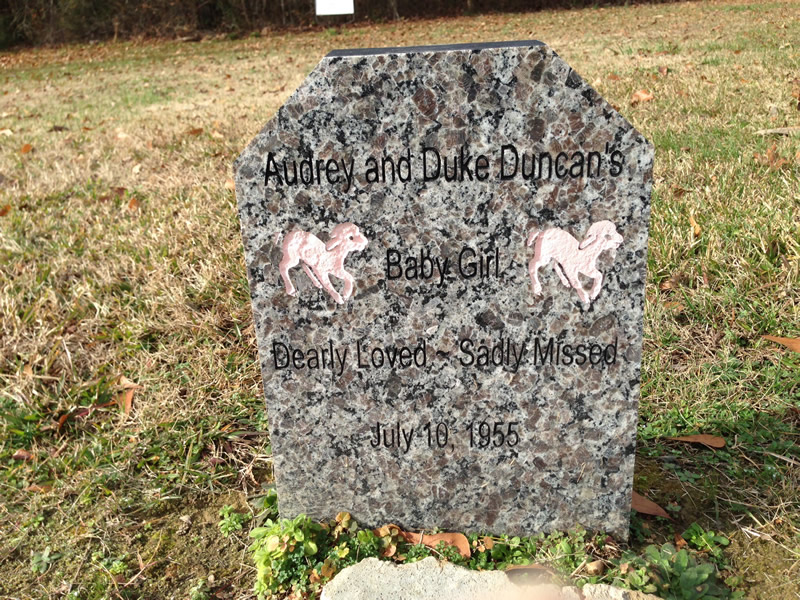 Audrey and Duke Duncan's
Baby Girl
Dearly Loved ~ Sadly Missed
July 10, 1955